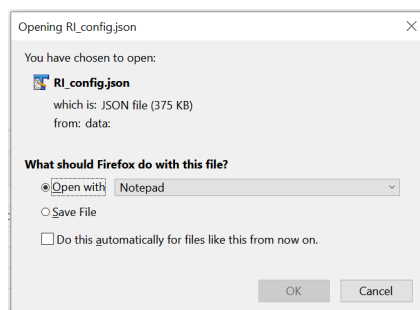 Opening RI_config.json
You have chosen to open:
RI_config.json
which is: JSON file (375 KB)
from: data:
What should Firefox do with this file?
Open with Notepad
Save File
Do this automatically for files like this from now on.
OK Cancel